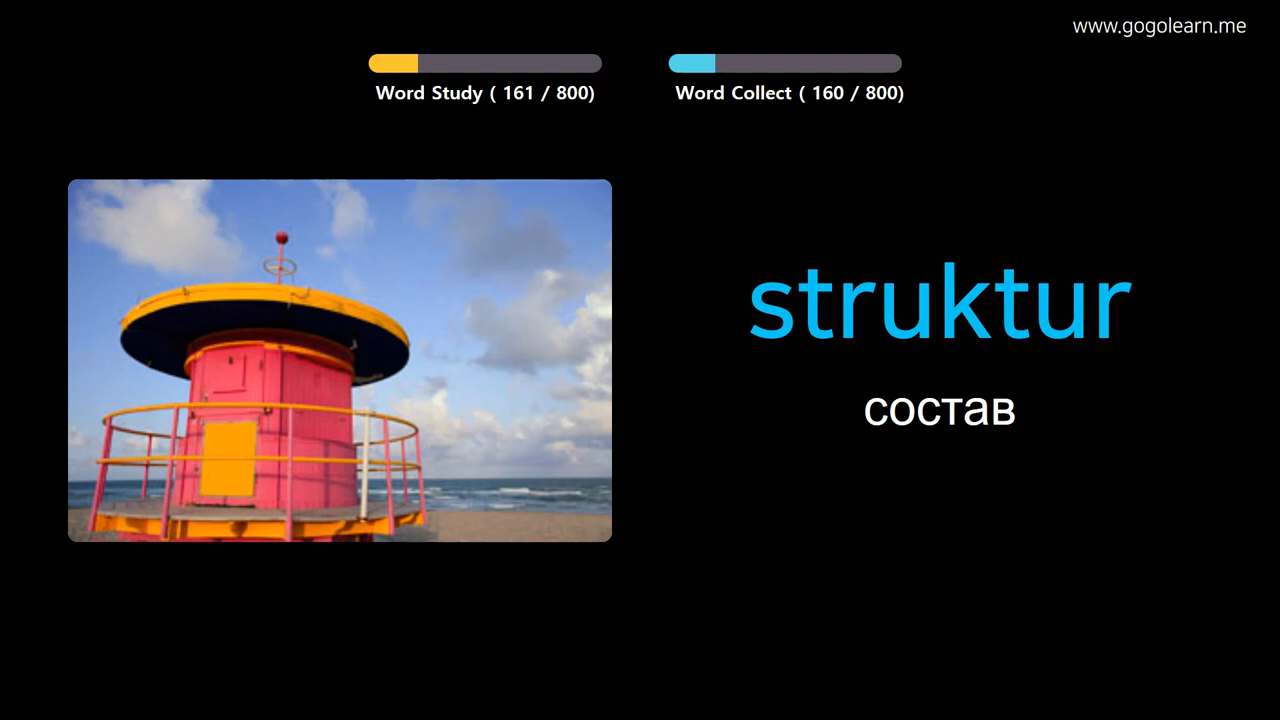 www.gogolearn.me
Word Study ( 161 / 800)
Word Collect ( 160 / 800)
struktur
состав